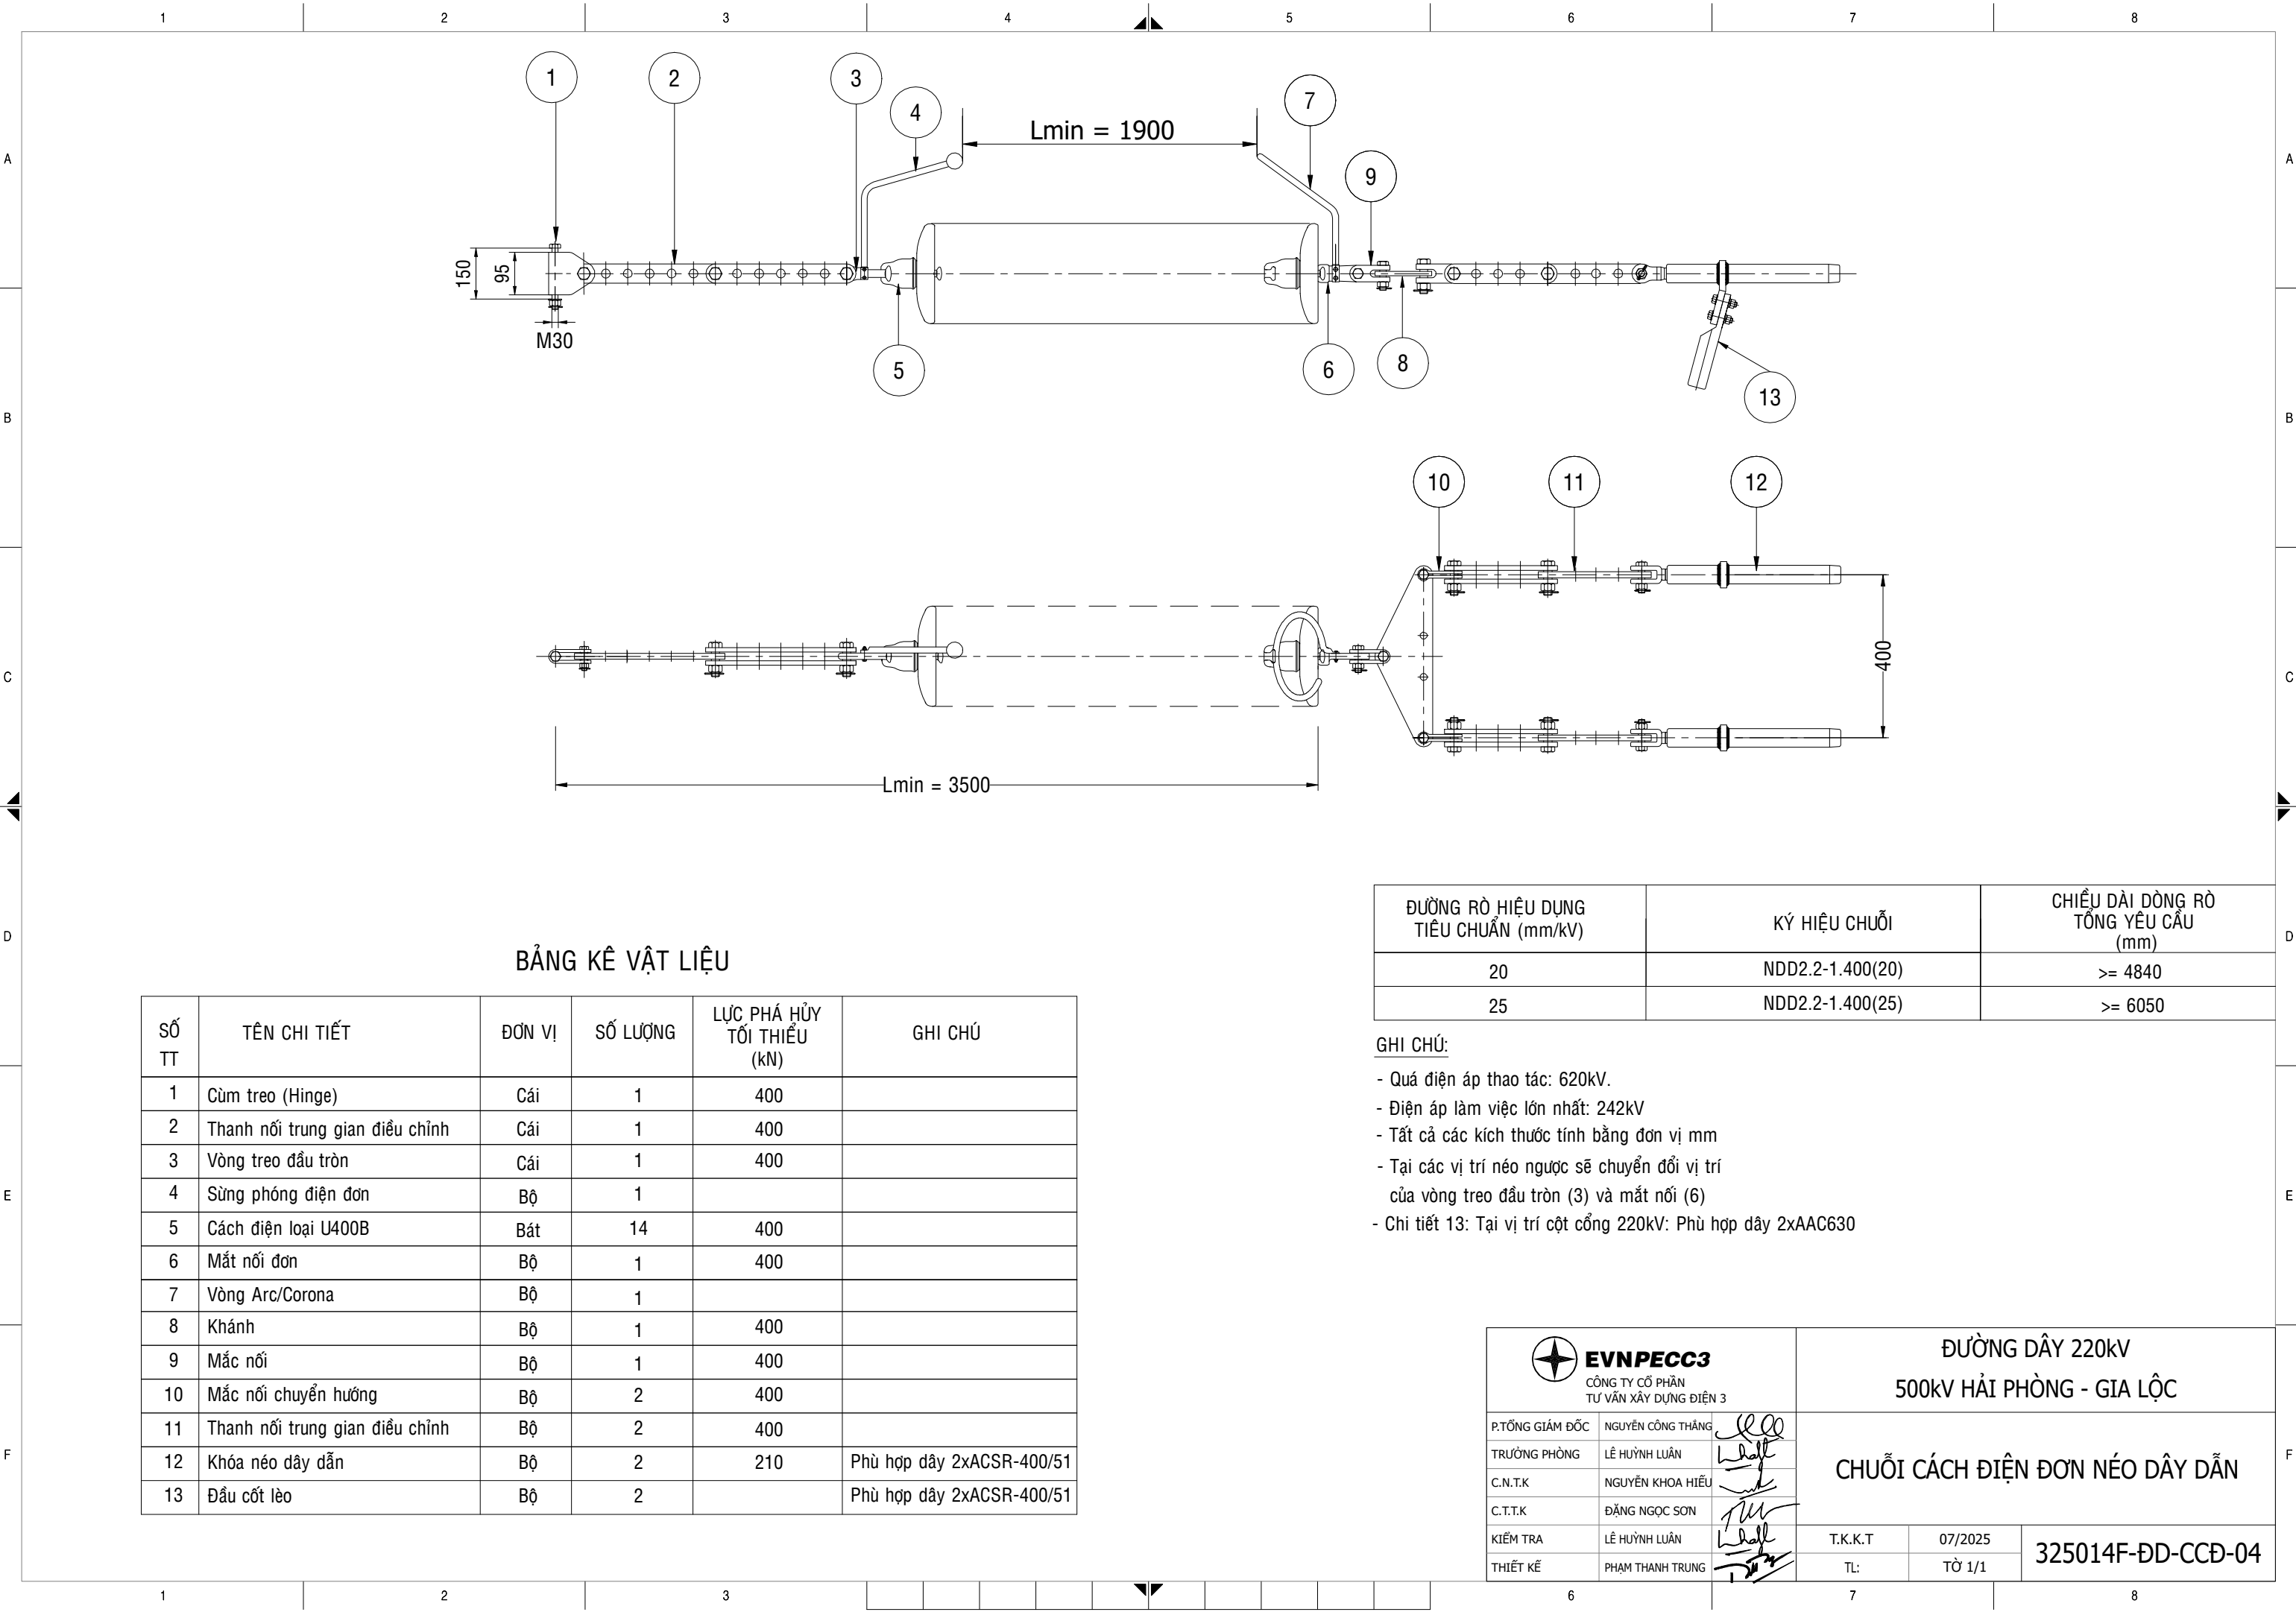 1 2 3 4 5 6 7 8
A B C D E F
A B C D E F
1 2 3 4 5 6 7 8 9
Lmin = 1900
150
95
M30
13
10 11 12
400
Lmin = 3500
ĐƯỜNG RÒ HIỆU DỤNG TIÊU CHUẨN (mm/kV) KÝ HIỆU CHUỖI CHIỀU DÀI DÒNG RÒ TỔNG YÊU CẦU (mm)
20 NDD2.2-1.400(20) >= 4840
25 NDD2.2-1.400(25) >= 6050
BẢNG KÊ VẬT LIỆU
SỐ TT TÊN CHI TIẾT ĐƠN VỊ SỐ LƯỢNG LỰC PHÁ HỦY TỐI THIỂU (kN) GHI CHÚ
1 Cùm treo (Hinge) Cái 1 400
2 Thanh nối trung gian điều chỉnh Cái 1 400
3 Vòng treo đầu tròn Cái 1 400
4 Sừng phóng điện đơn Bộ 1
5 Cách điện loại U400B Bát 14 400
6 Mắt nối đơn Bộ 1 400
7 Vòng Arc/Corona Bộ 1
8 Khánh Bộ 1 400
9 Mắc nối Bộ 1 400
10 Mắc nối chuyển hướng Bộ 2 400
11 Thanh nối trung gian điều chỉnh Bộ 2 400
12 Khóa néo dây dẫn Bộ 2 210 Phù hợp dây 2xACSR-400/51
13 Đầu cốt lèo Bộ 2 Phù hợp dây 2xACSR-400/51
GHI CHÚ:
- Quá điện áp thao tác: 620kV.
- Điện áp làm việc lớn nhất: 242kV
- Tất cả các kích thước tính bằng đơn vị mm
- Tại các vị trí néo ngược sẽ chuyển đổi vị trí
của vòng treo đầu tròn (3) và mắt nối (6)
- Chi tiết 13: Tại vị trí cột cổng 220kV: Phù hợp dây 2xAAC630
EVNPECC3
CÔNG TY CỔ PHẦN
TƯ VẤN XÂY DỰNG ĐIỆN 3
ĐƯỜNG DÂY 220kV
500kV HẢI PHÒNG - GIA LỘC
P.TỔNG GIÁM ĐỐC NGUYỄN CÔNG THẮNG
TRƯỞNG PHÒNG LÊ HUỲNH LUÂN
C.N.T.K NGUYỄN KHOA HIẾU
C.T.T.K ĐẶNG NGỌC SƠN
KIỂM TRA LÊ HUỲNH LUÂN
THIẾT KẾ PHẠM THANH TRUNG
CHUỖI CÁCH ĐIỆN ĐƠN NÉO DÂY DẪN
T.K.K.T 07/2025
TL: TỜ 1/1
325014F-ĐD-CCĐ-04
1 2 3 6 7 8